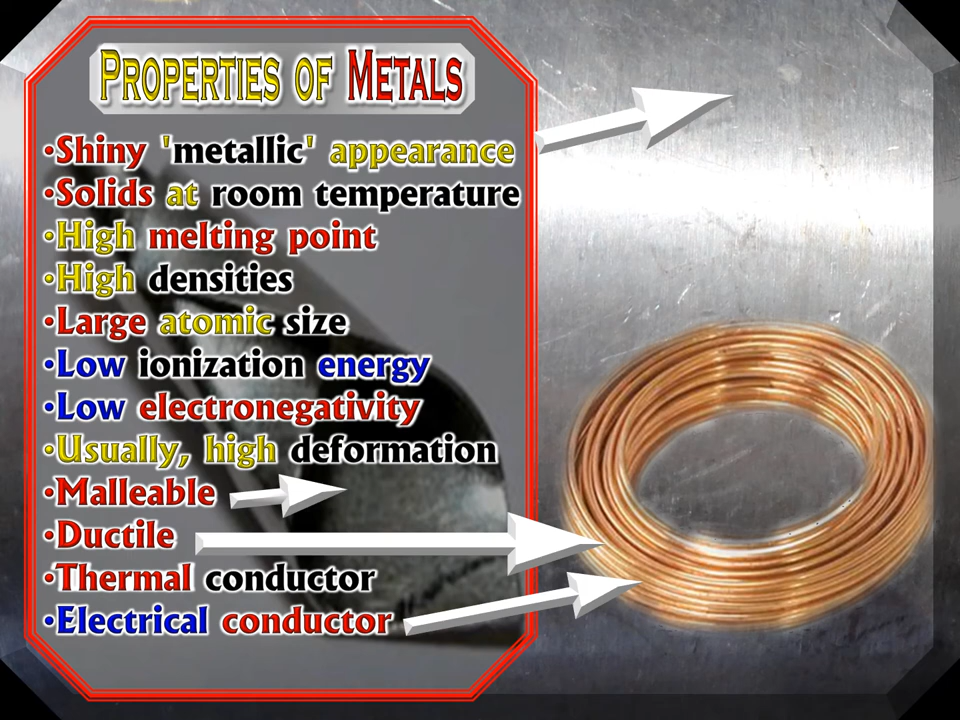 Properties of Metals
•Shiny 'metallic' appearance
•Solids at room temperature
•High melting point
•High densities
•Large atomic size
•Low ionization energy
•Low electronegativity
•Usually, high deformation
•Malleable
•Ductile
•Thermal conductor
•Electrical conductor